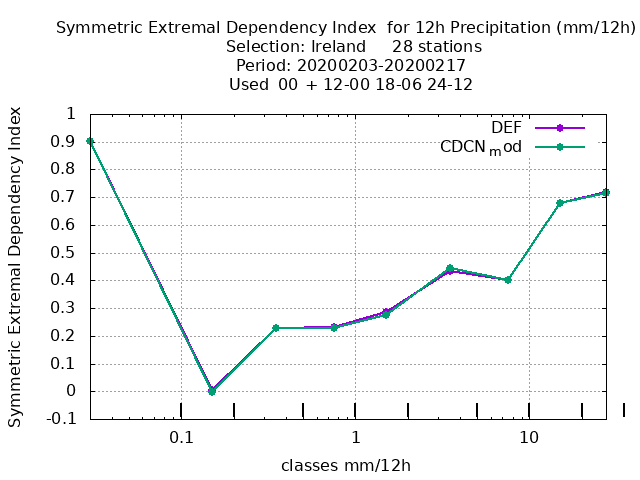 Symmetric Extremal Dependency Index  for 12h Precipitation (mm/12h)
Selection: Ireland     28 stations
Period: 20200203-20200217
Used  00  + 12-00 18-06 24-12
Symmetric Extremal Dependency Index
1
0.9
0.8
0.7
0.6
0.5
0.4
0.3
0.2
0.1
0
-0.1
DEF
CDCN_mod
0.1 1 10
classes mm/12h